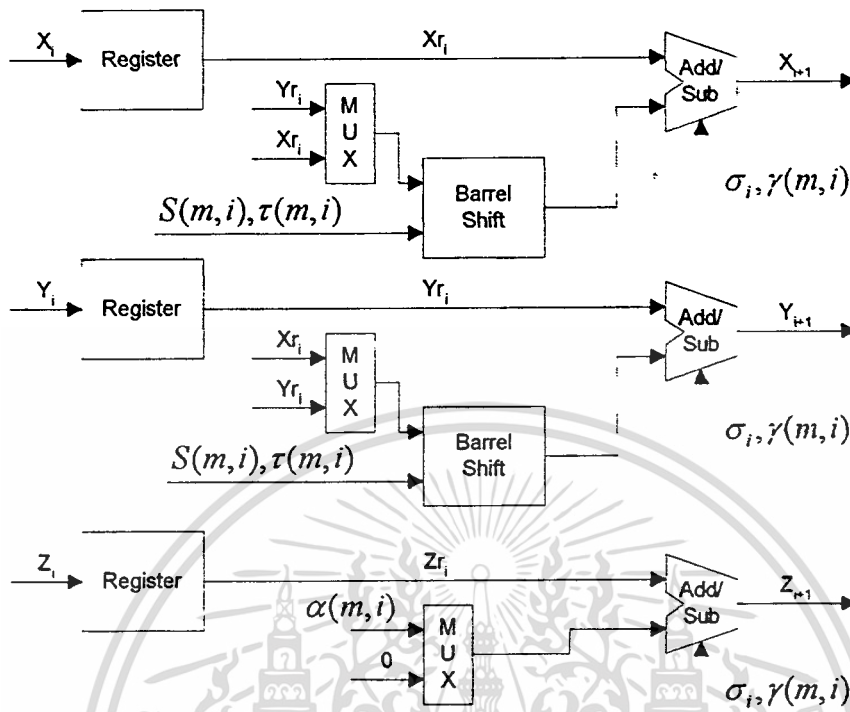 X_i
Register
Xr_i
Add/
Sub
X_{i+1}
Yr_i
Xr_i
M
U
X
Barrel
Shift
S(m,i),τ(m,i)
σ_i,γ(m,i)
Y_i
Register
Yr_i
Add/
Sub
Y_{i+1}
Xr_i
Yr_i
M
U
X
Barrel
Shift
S(m,i),τ(m,i)
σ_i,γ(m,i)
Z_i
Register
Zr_i
Add/
Sub
Z_{i+1}
α(m,i)
0
M
U
X
σ_i,γ(m,i)